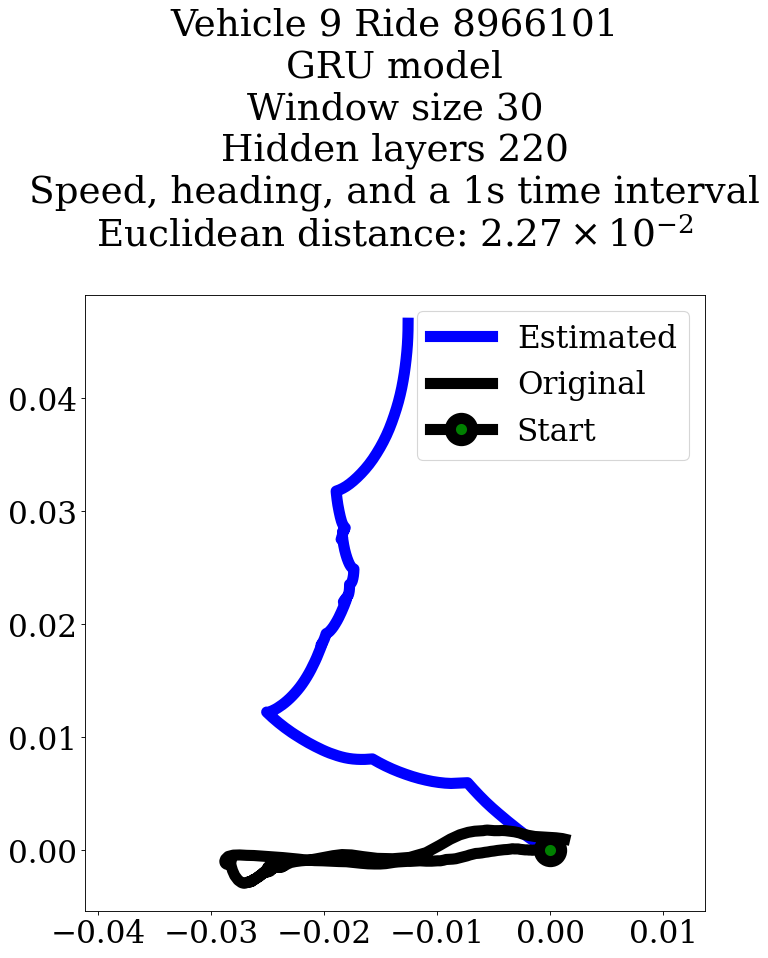 Vehicle 9 Ride 8966101
GRU model
Window size 30
Hidden layers 220
Speed, heading, and a 1s time interval
Euclidean distance: 2.27 × 10⁻²
Estimated
Original
Start
0.04
0.03
0.02
0.01
0.00
−0.04 −0.03 −0.02 −0.01 0.00 0.01